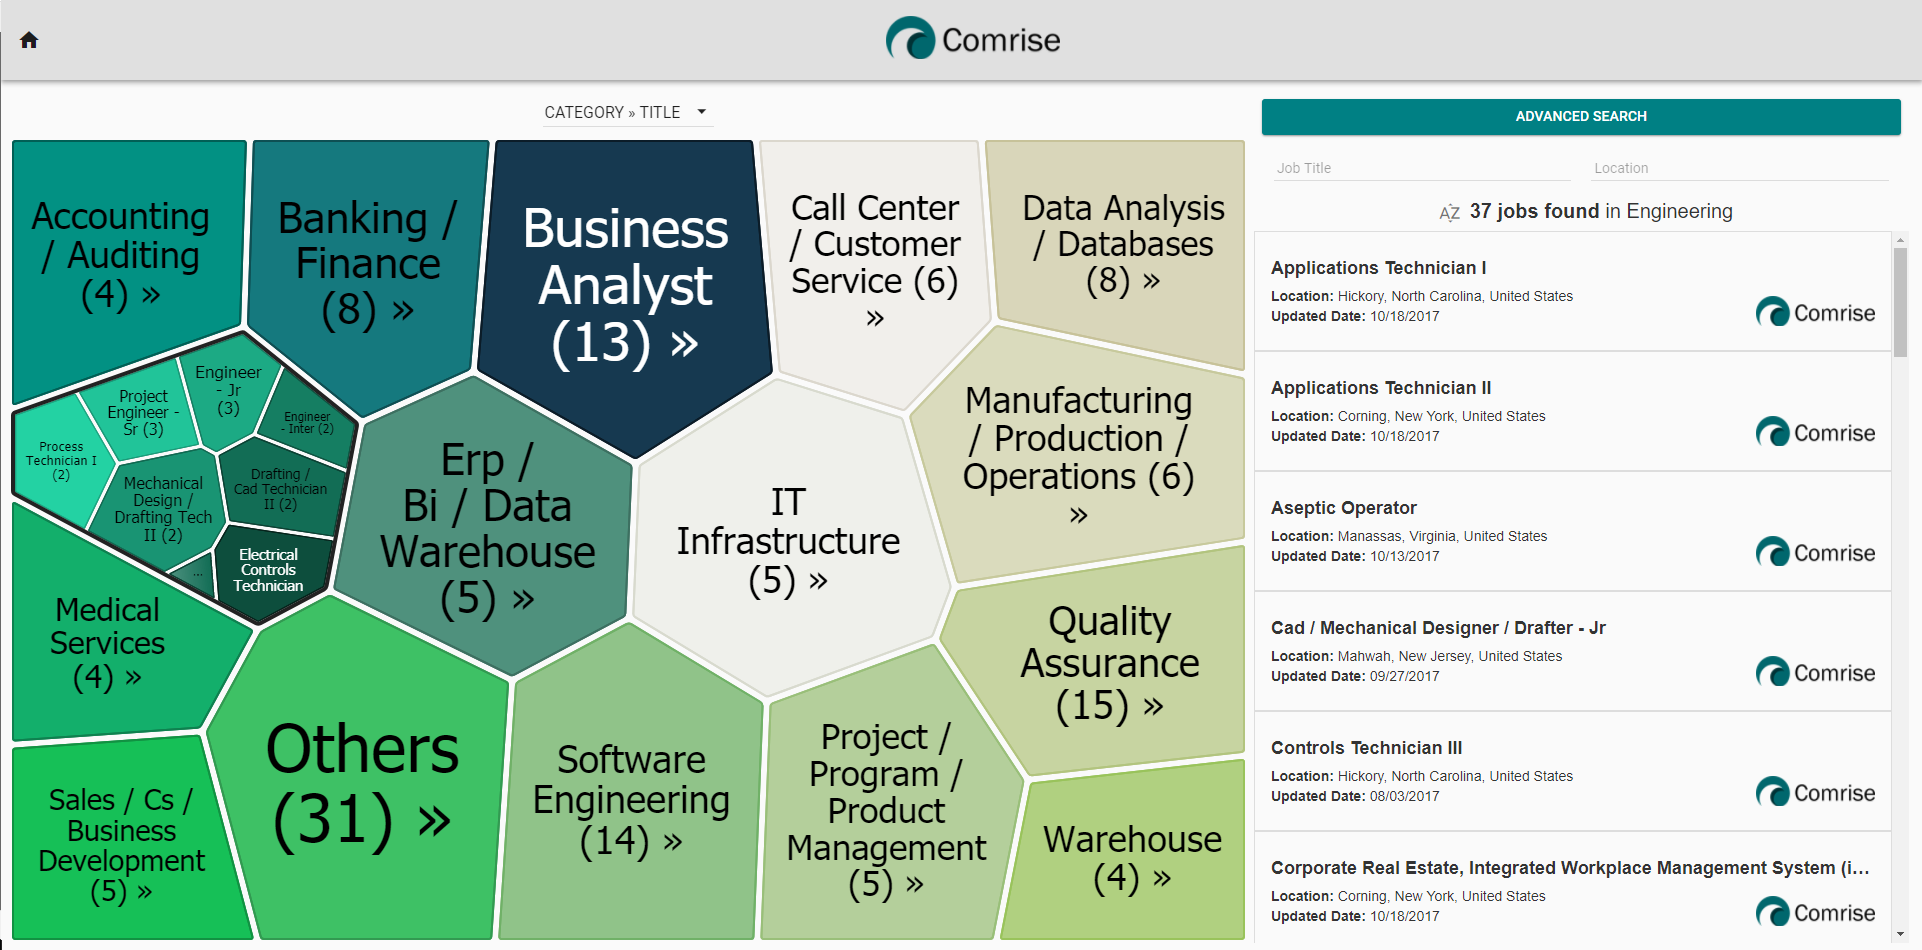 Comrise
CATEGORY » TITLE
Accounting
/ Auditing
(4) »
Banking /
Finance
(8) »
Business
Analyst
(13) »
Call Center
/ Customer
Service (6)
»
Data Analysis
/ Databases
(8) »
Process
Technician I
(2)
Project
Engineer -
Sr (3)
Engineer
- Jr
(3)
Engineer
- Inter (2)
Mechanical
Design /
Drafting Tech
II (2)
Drafting /
Cad Technician
II (2)
...
Electrical
Controls
Technician
Erp /
Bi / Data
Warehouse
(5) »
IT
Infrastructure
(5) »
Manufacturing
/ Production /
Operations (6)
»
Medical
Services
(4) »
Quality
Assurance
(15) »
Sales / Cs /
Business
Development
(5) »
Others
(31) »
Software
Engineering
(14) »
Project /
Program /
Product
Management
(5) »
Warehouse
(4) »
ADVANCED SEARCH
Job Title
Location
AZ 37 jobs found in Engineering
Applications Technician I
Location: Hickory, North Carolina, United States
Updated Date: 10/18/2017
Comrise
Applications Technician II
Location: Corning, New York, United States
Updated Date: 10/18/2017
Comrise
Aseptic Operator
Location: Manassas, Virginia, United States
Updated Date: 10/13/2017
Comrise
Cad / Mechanical Designer / Drafter - Jr
Location: Mahwah, New Jersey, United States
Updated Date: 09/27/2017
Comrise
Controls Technician III
Location: Hickory, North Carolina, United States
Updated Date: 08/03/2017
Comrise
Corporate Real Estate, Integrated Workplace Management System (i...
Location: Corning, New York, United States
Updated Date: 10/18/2017
Comrise